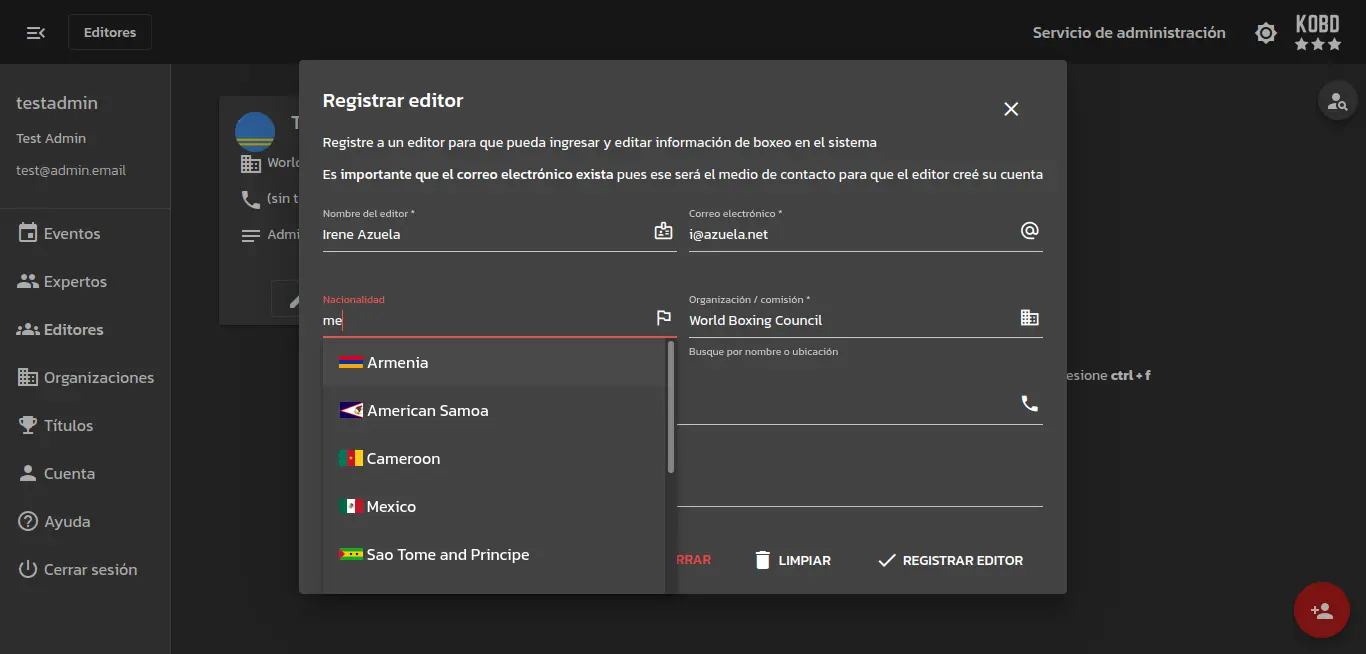 Editores
Servicio de administración
KOBD
testadmin
Test Admin
test@admin.email
Eventos
Expertos
Editores
Organizaciones
Títulos
Cuenta
Ayuda
Cerrar sesión
(sin
Registrar editor
Registre a un editor para que pueda ingresar y editar información de boxeo en el sistema
Es importante que el correo electrónico exista pues ese será el medio de contacto para que el editor creé su cuenta
Nombre del editor *
Irene Azuela
Correo electrónico *
i@azuela.net
Nacionalidad
me
Organización / comisión *
World Boxing Council
Busque por nombre o ubicación
Armenia
American Samoa
Cameroon
Mexico
Sao Tome and Principe
RRAR
LIMPIAR
REGISTRAR EDITOR
esione ctrl + f